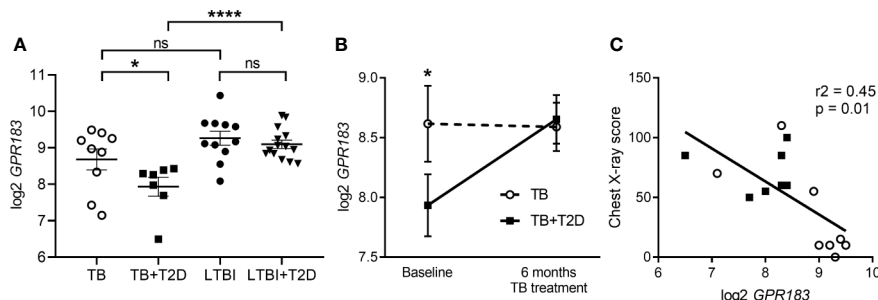 A
****
ns
*
ns
11
10
9
8
7
6
log2 GPR183
TB
TB+T2D
LTBI
LTBI+T2D
B
*
9.0
8.5
8.0
7.5
log2 GPR183
TB
TB+T2D
Baseline
6 months
TB treatment
C
r2 = 0.45
p = 0.01
150
100
50
0
Chest X-ray score
6
7
8
9
10
log2 GPR183